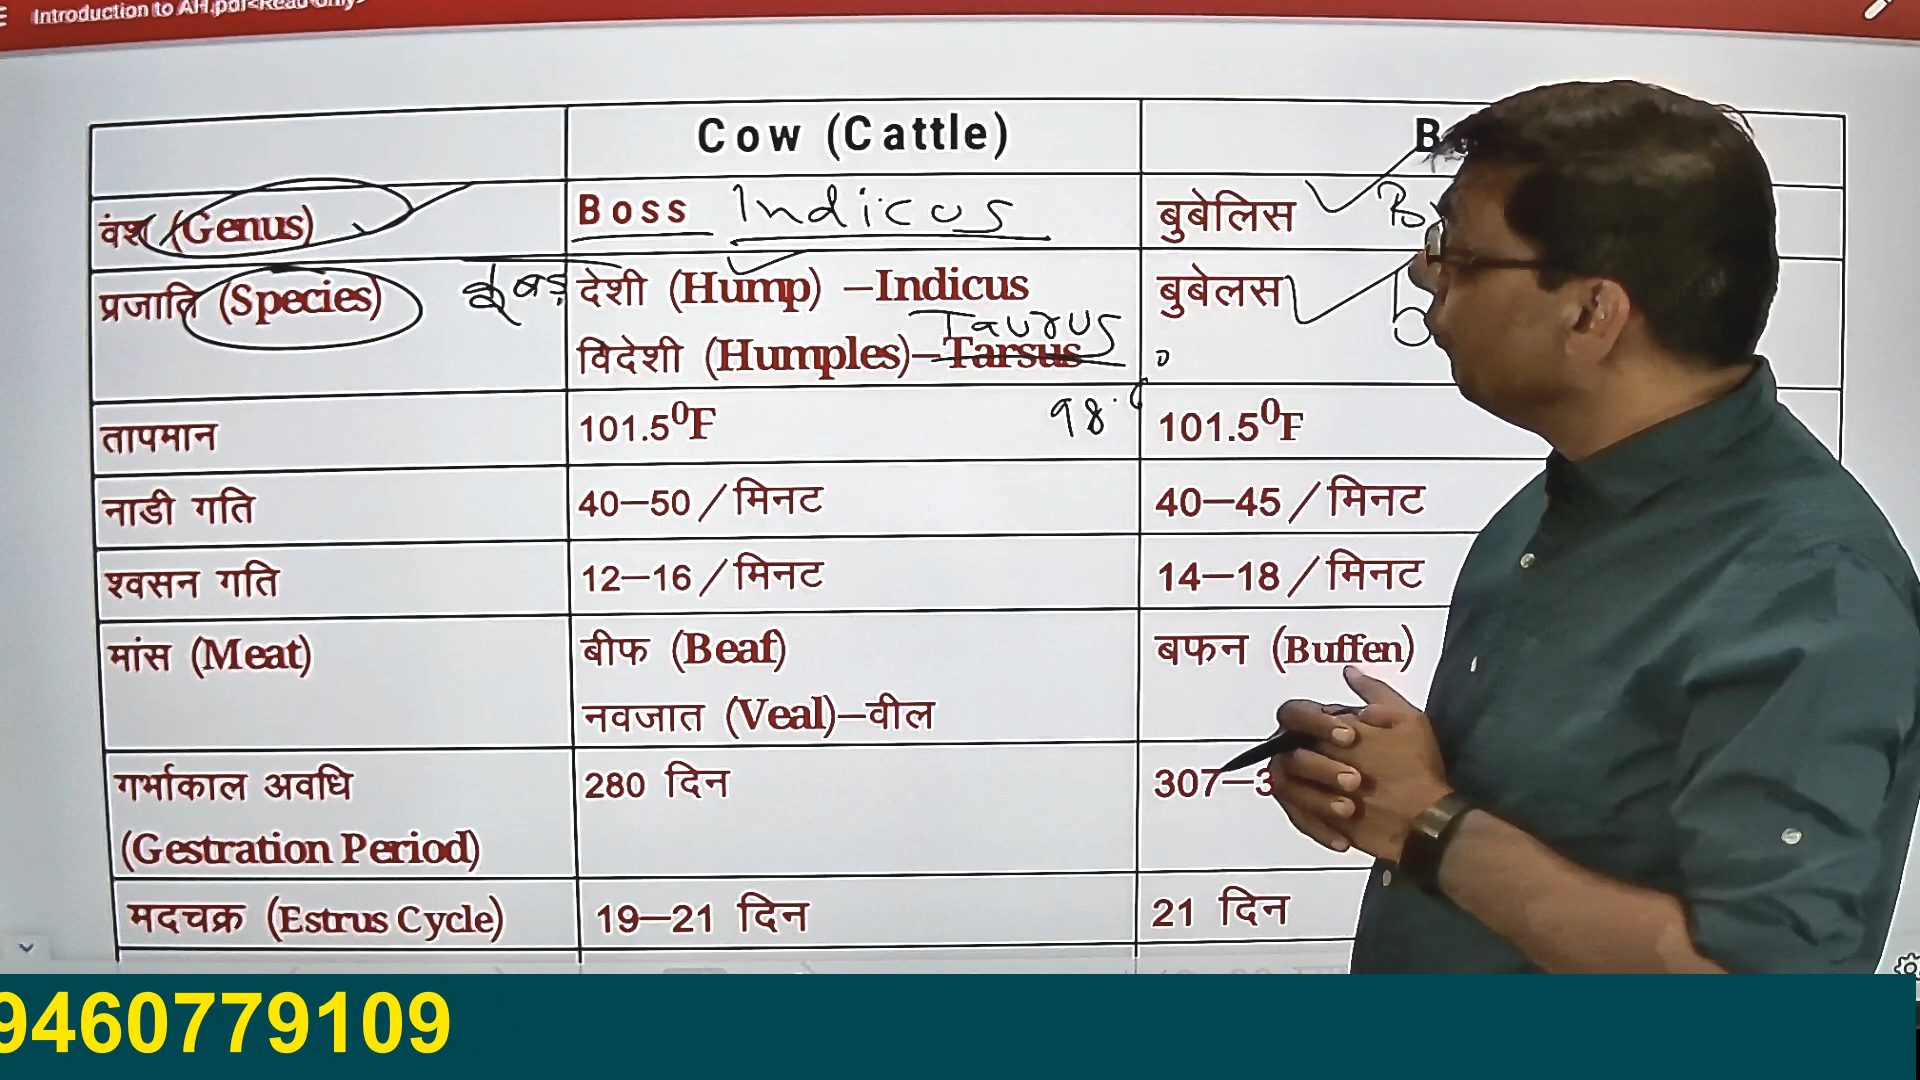 Introduction to AH.pdf<Read only>
Cow (Cattle)
वंश (Genus) Boss Indicus बुबेलिस
प्रजाति (Species) देशी (Hump) –Indicus बुबेलस
Taurus
विदेशी (Humples)–Tarsus
98.6
तापमान 101.5⁰F 101.5⁰F
नाडी गति 40–50/मिनट 40–45/मिनट
श्वसन गति 12–16/मिनट 14–18/मिनट
मांस (Meat) बीफ (Beaf) बफन (Buffen)
नवजात (Veal)–वील
गर्भाकाल अवधि 280 दिन 307–3
(Gestration Period)
मदचक्र (Estrus Cycle) 19–21 दिन 21 दिन
9460779109